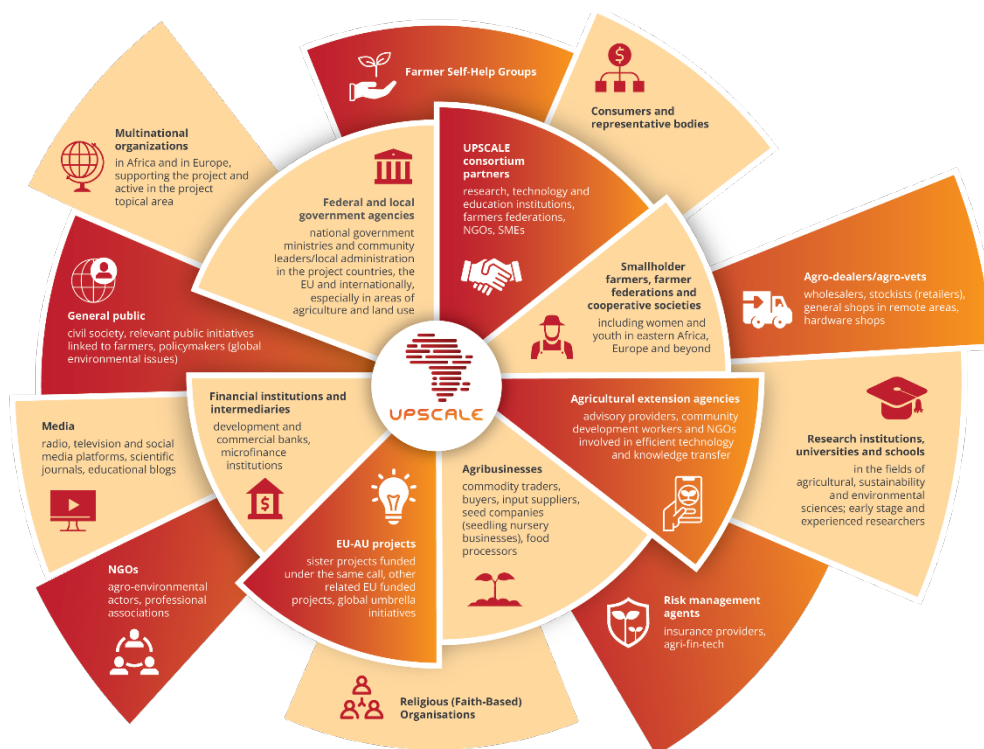 Farmer Self-Help Groups
Consumers and
representative bodies
Multinational
organizations
in Africa and in Europe,
supporting the project and
active in the project
topical area
Federal and local
government agencies
national government
ministries and community
leaders/local administration
in the project countries, the
EU and internationally,
especially in areas of
agriculture and land use
UPSCALE
consortium
partners
research, technology and
education institutions,
farmers federations,
NGOs, SMEs
Smallholder
farmers, farmer
federations and
cooperative societies
including women and
youth in eastern Africa,
Europe and beyond
Agro-dealers/agro-vets
wholesalers, stockists (retailers),
general shops in remote areas,
hardware shops
General public
civil society, relevant public initiatives
linked to farmers, policymakers (global
environmental issues)
UPSCALE
Financial institutions and
intermediaries
development and
commercial banks,
microfinance
institutions
Agricultural extension agencies
advisory providers, community
development workers and NGOs
involved in efficient technology
and knowledge transfer
Media
radio, television and social
media platforms, scientific
journals, educational blogs
Research institutions,
universities and schools
in the fields of
agricultural, sustainability
and environmental
sciences; early stage and
experienced researchers
Agribusinesses
commodity traders,
buyers, input suppliers,
seed companies
(seedling nursery
businesses), food
processors
EU-AU projects
sister projects funded
under the same call, other
related EU funded
projects, global umbrella
initiatives
NGOs
agro-environmental
actors, professional
associations
Risk management
agents
insurance providers,
agri-fin-tech
Religious (Faith-Based)
Organisations